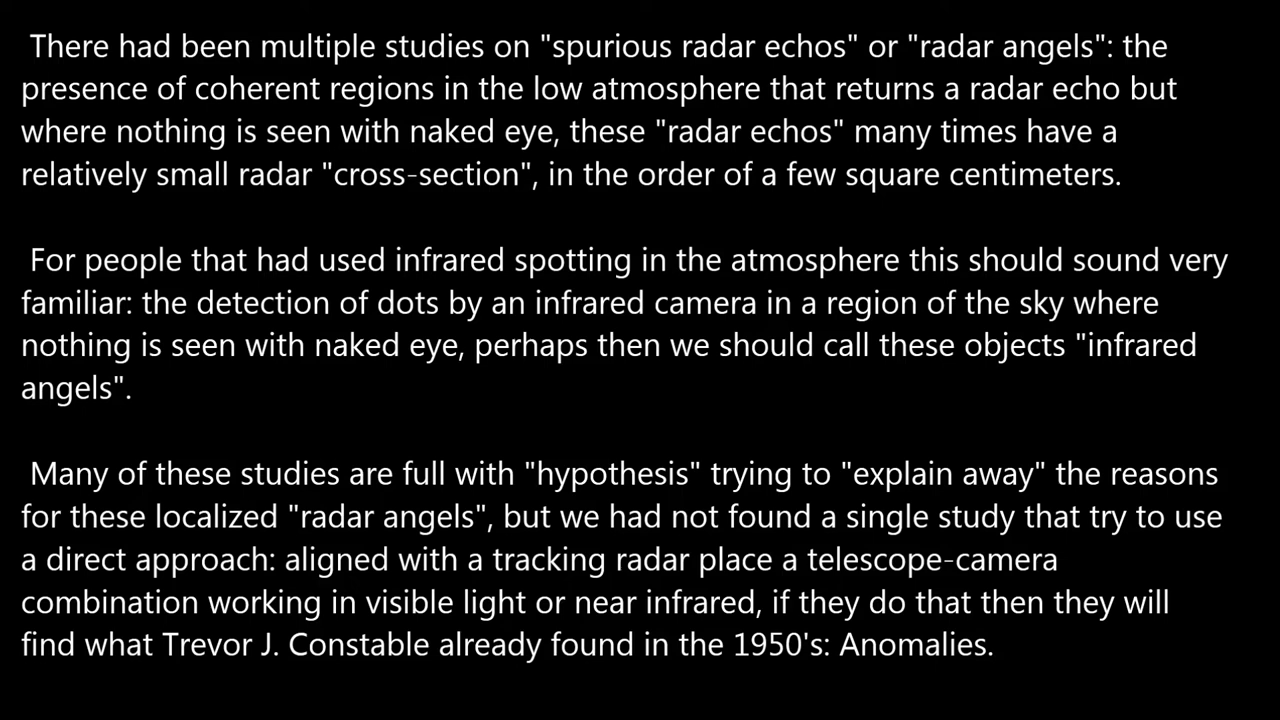 There had been multiple studies on "spurious radar echos" or "radar angels": the
presence of coherent regions in the low atmosphere that returns a radar echo but
where nothing is seen with naked eye, these "radar echos" many times have a
relatively small radar "cross-section", in the order of a few square centimeters.
For people that had used infrared spotting in the atmosphere this should sound very
familiar: the detection of dots by an infrared camera in a region of the sky where
nothing is seen with naked eye, perhaps then we should call these objects "infrared
angels".
Many of these studies are full with "hypothesis" trying to "explain away" the reasons
for these localized "radar angels", but we had not found a single study that try to use
a direct approach: aligned with a tracking radar place a telescope-camera
combination working in visible light or near infrared, if they do that then they will
find what Trevor J. Constable already found in the 1950's: Anomalies.